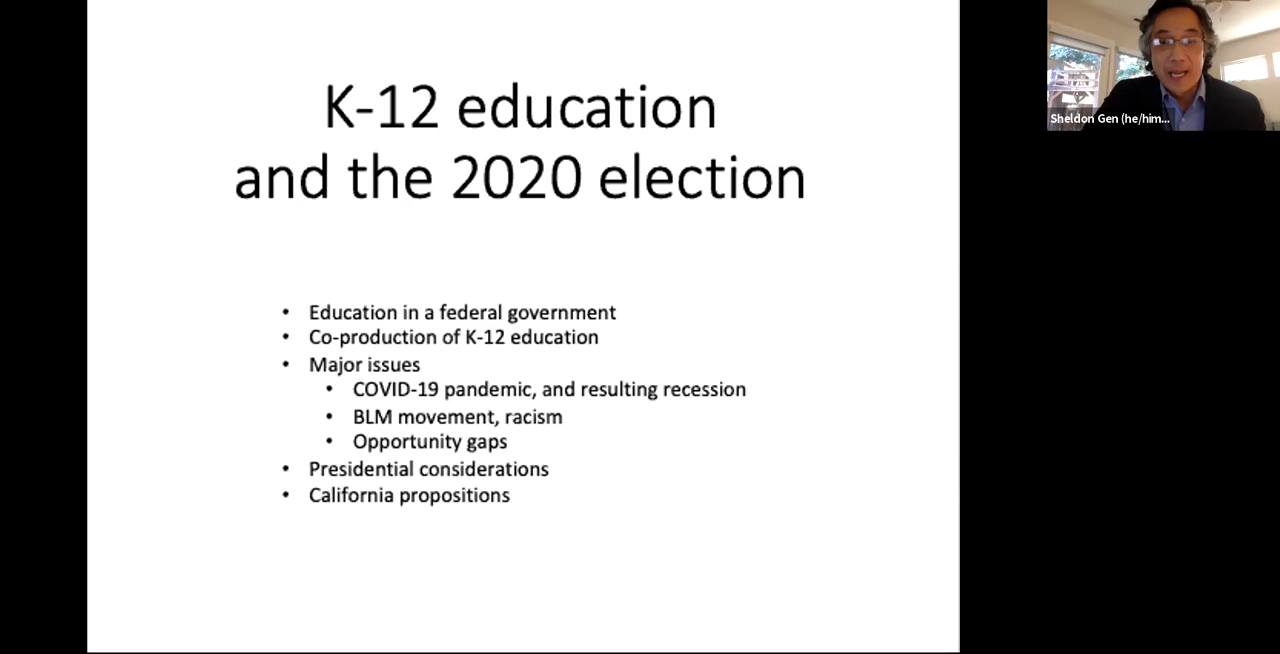 K-12 education
and the 2020 election
• Education in a federal government
• Co-production of K-12 education
• Major issues
• COVID-19 pandemic, and resulting recession
• BLM movement, racism
• Opportunity gaps
• Presidential considerations
• California propositions
Sheldon Gen (he/him...